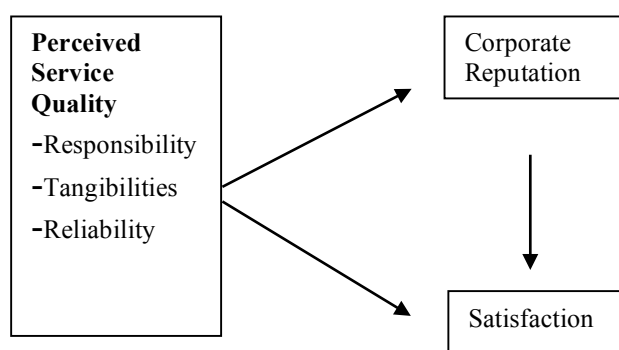 Perceived
Service
Quality
-Responsibility
-Tangibilities
-Reliability
Corporate
Reputation
Satisfaction